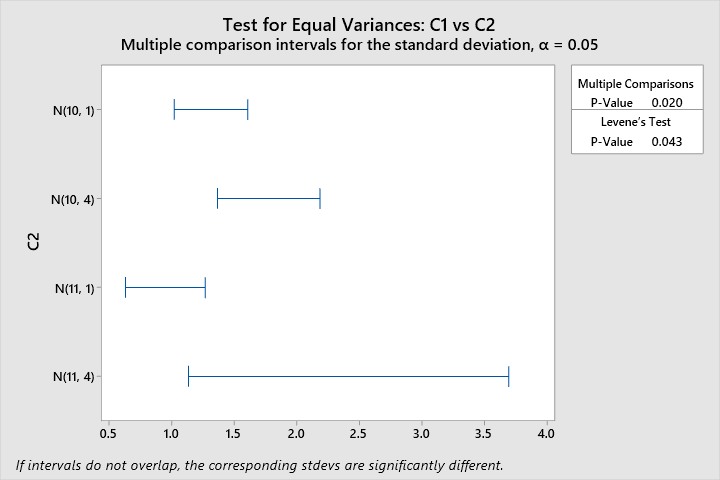 Test for Equal Variances: C1 vs C2
Multiple comparison intervals for the standard deviation, α = 0.05
Multiple Comparisons
P-Value 0.020
Levene's Test
P-Value 0.043
C2
N(10, 1)
N(10, 4)
N(11, 1)
N(11, 4)
0.5 1.0 1.5 2.0 2.5 3.0 3.5 4.0
If intervals do not overlap, the corresponding stdevs are significantly different.